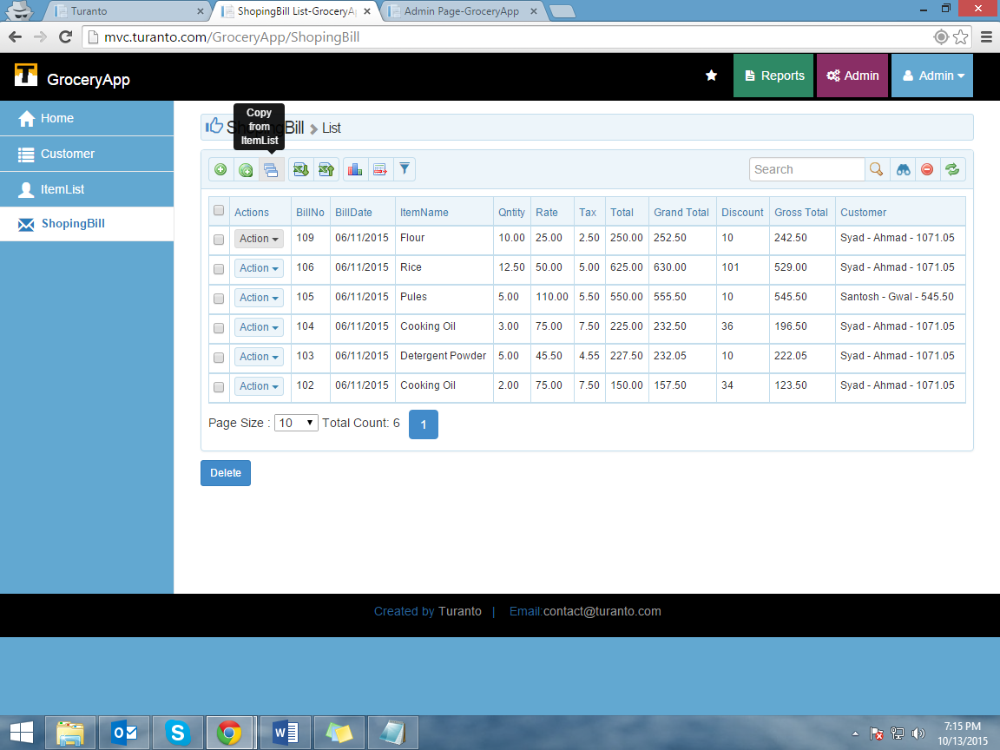 Turanto
ShopingBill List-GroceryA
Admin Page-GroceryApp
mvc.turanto.com/GroceryApp/ShopingBill
T GroceryApp
Reports
Admin
Admin
Home
Customer
ItemList
ShopingBill
Copy
from
ItemList
Sh Bill > List
Search
Actions BillNo BillDate ItemName Qntity Rate Tax Total Grand Total Discount Gross Total Customer
Action 109 06/11/2015 Flour 10.00 25.00 2.50 250.00 252.50 10 242.50 Syad - Ahmad - 1071.05
Action 106 06/11/2015 Rice 12.50 50.00 5.00 625.00 630.00 101 529.00 Syad - Ahmad - 1071.05
Action 105 06/11/2015 Pules 5.00 110.00 5.50 550.00 555.50 10 545.50 Santosh - Gwal - 545.50
Action 104 06/11/2015 Cooking Oil 3.00 75.00 7.50 225.00 232.50 36 196.50 Syad - Ahmad - 1071.05
Action 103 06/11/2015 Detergent Powder 5.00 45.50 4.55 227.50 232.05 10 222.05 Syad - Ahmad - 1071.05
Action 102 06/11/2015 Cooking Oil 2.00 75.00 7.50 150.00 157.50 34 123.50 Syad - Ahmad - 1071.05
Page Size : 10 Total Count: 6 1
Delete
Created by Turanto | Email:contact@turanto.com
7:15 PM
10/13/2015